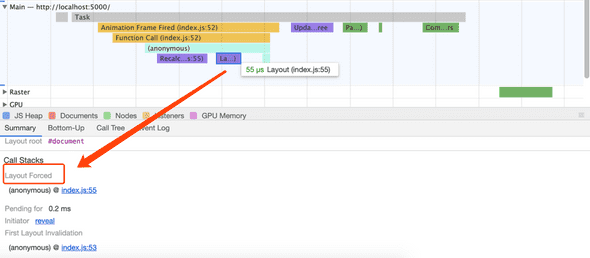 Main — http://localhost:5000/
Task
Animation Frame Fired (index.js:52)
Upda...ree
Pa...)
Com...rs
Function Call (index.js:52)
(anonymous)
Recalc...s:55)
La...)
55 μs Layout (index.js:55)
Raster
GPU
JS Heap
Documents
Nodes
Listeners
GPU Memory
Summary
Bottom-Up
Call Tree
Event Log
Layout root #document
Call Stacks
Layout Forced
(anonymous) @ index.js:55
Pending for 0.2 ms
Initiator reveal
First Layout Invalidation
(anonymous) @ index.js:53